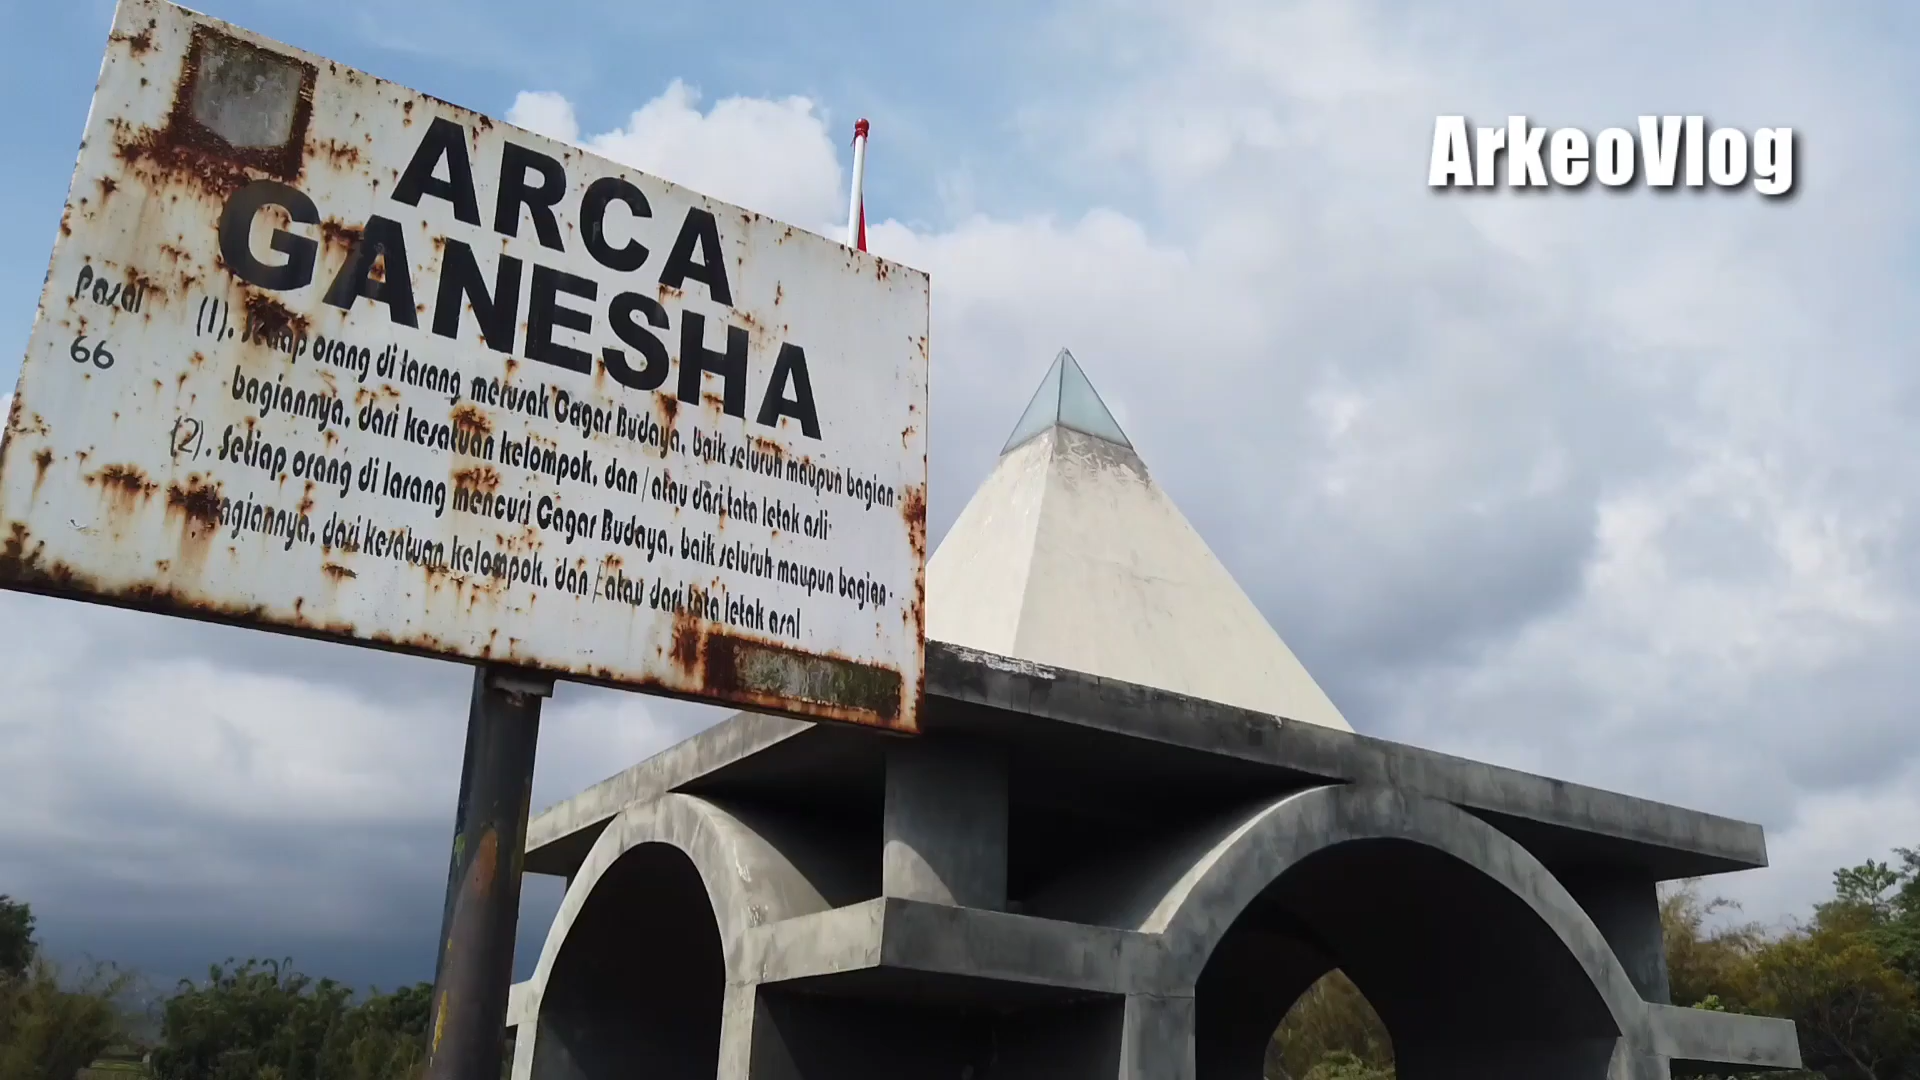 ArkeoVlog
ARCA
GANESHA
Pasal
66
(1). Setiap orang di larang merusak Cagar Budaya, baik seluruh maupun bagian-
bagiannya, dari kesatuan kelompok, dan / atau dari tata letak asli
(2). Setiap orang di larang mencuri Cagar Budaya, baik seluruh maupun bagian-
bagiannya, dari kesatuan kelompok, dan / atau dari tata letak asal